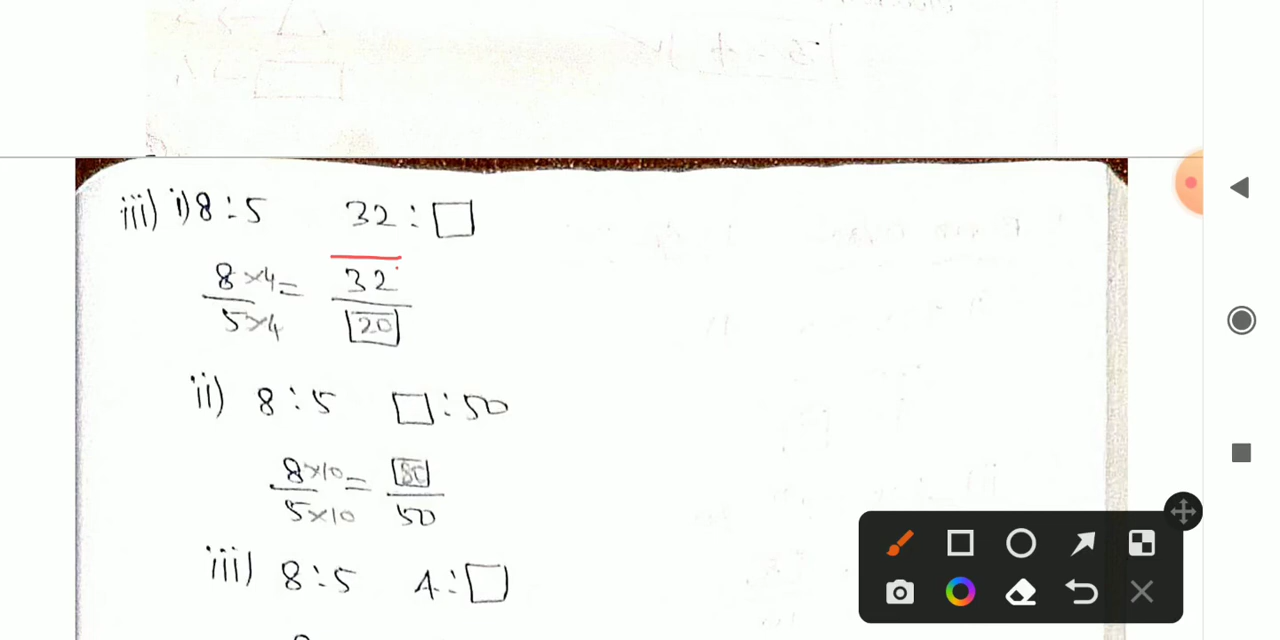 iii) i) 8 : 5 32 : □
8 ×4 = 32
5 ×4 20
ii) 8 : 5 □ : 50
8 ×10 = 80
5 ×10 50
iii) 8 : 5 4 : □